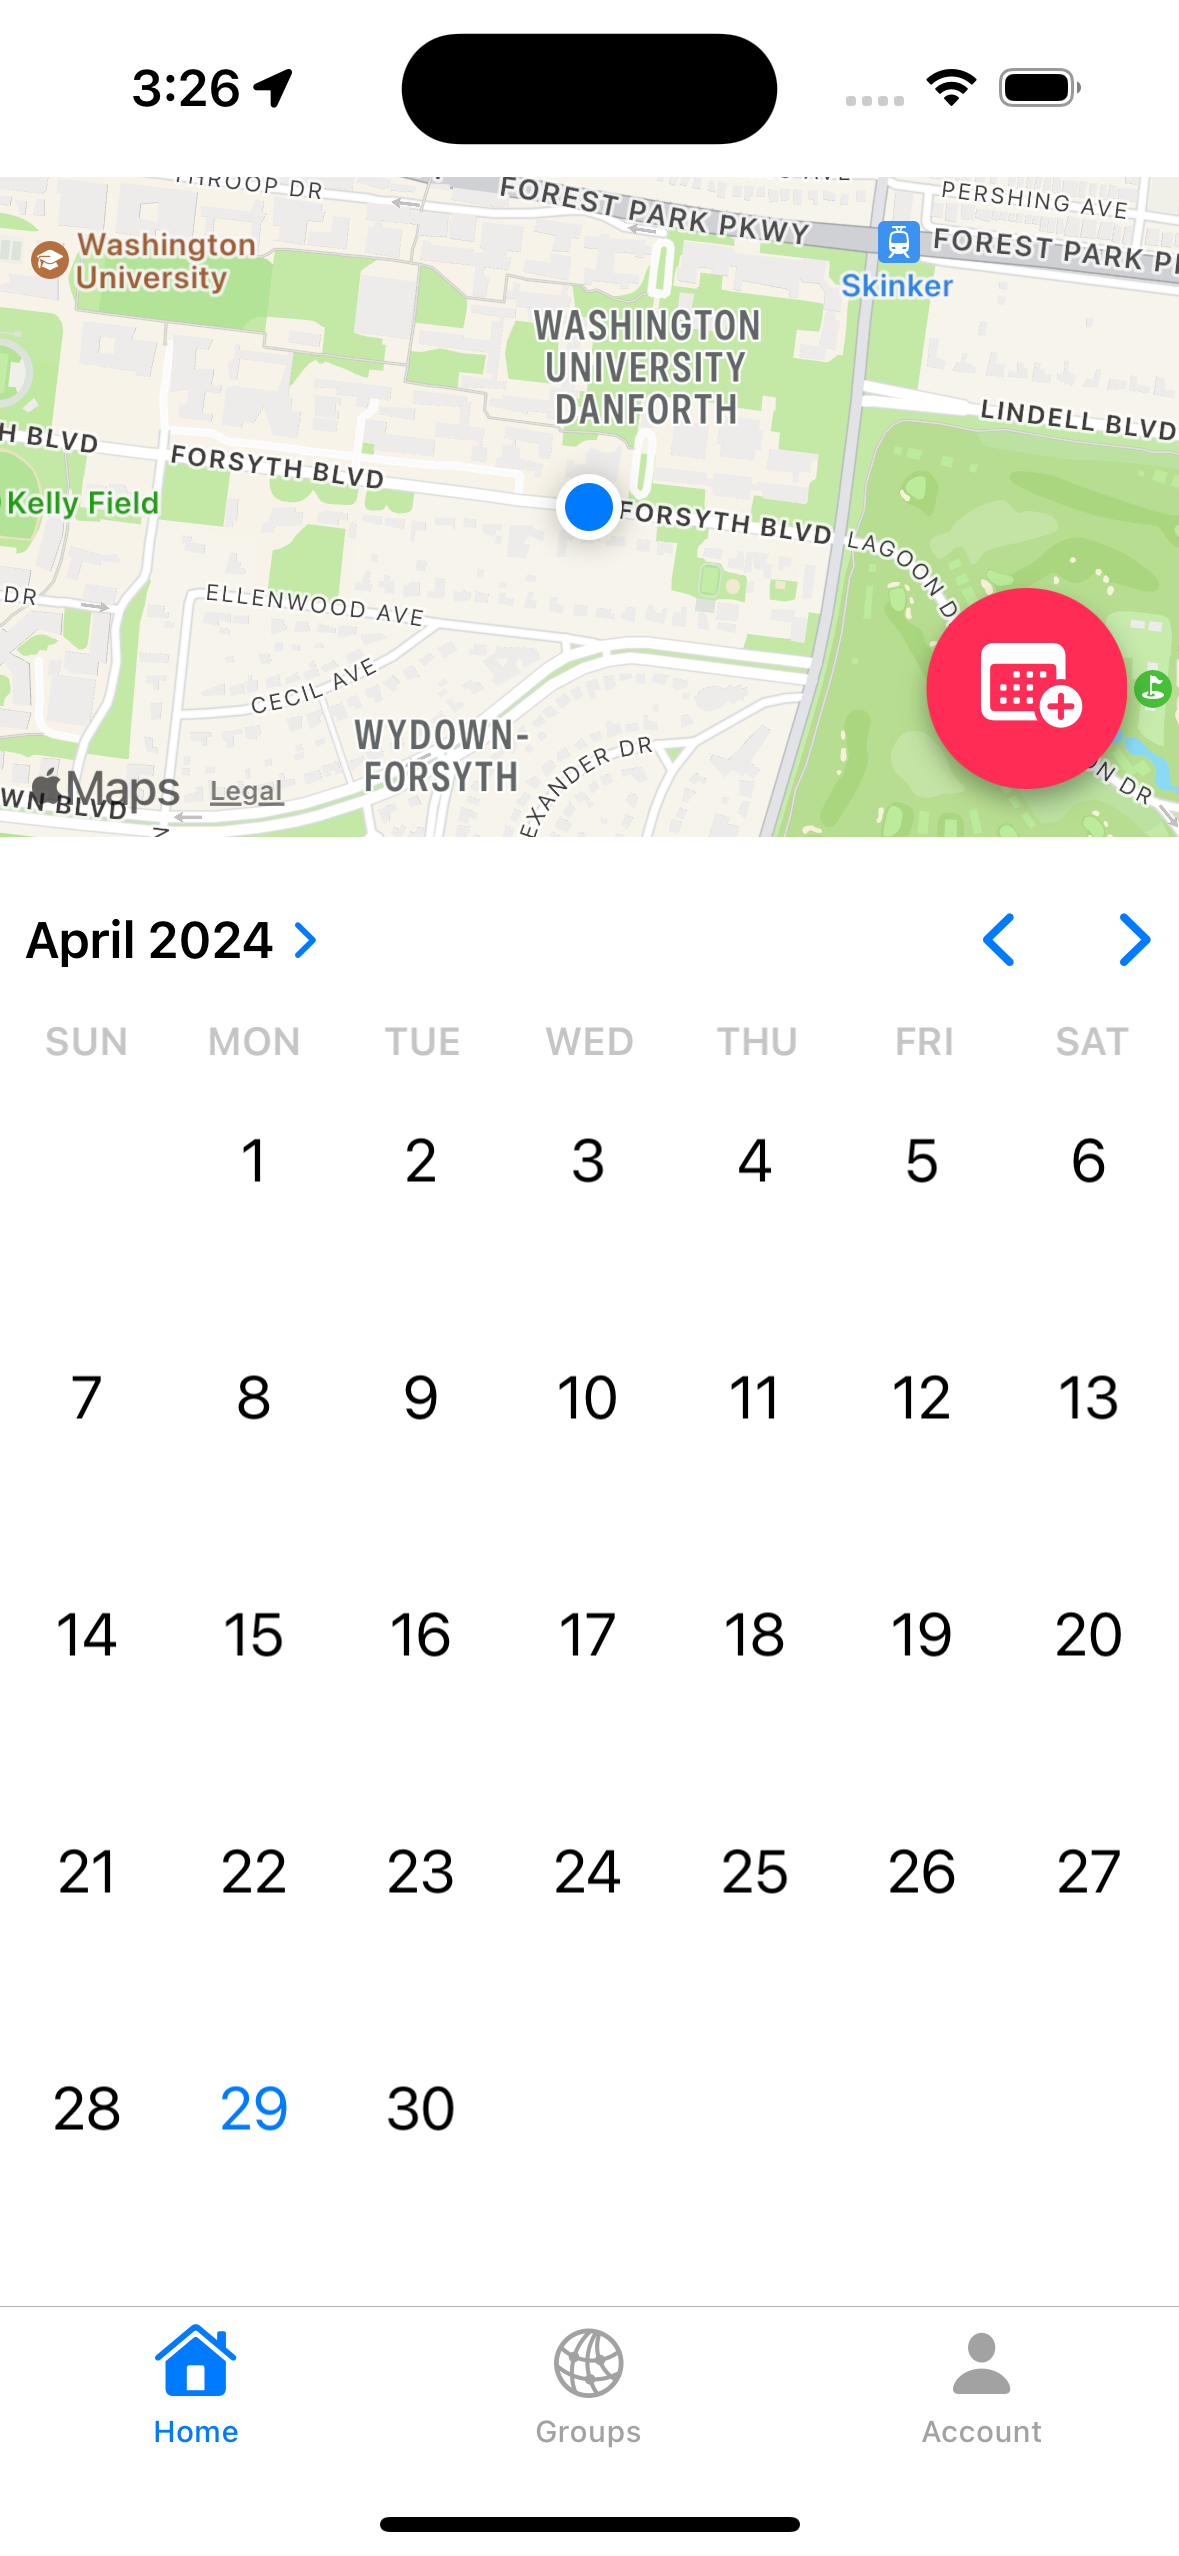 3:26
THROOP DR
FOREST PARK PKWY
AVE
PERSHING AVE
Washington
University
FOREST PARK P
Skinker
WASHINGTON
UNIVERSITY
DANFORTH
LINDELL BLVD
H BLVD
FORSYTH BLVD
Kelly Field
FORSYTH BLVD
LAGOON D
DR
ELLENWOOD AVE
CECIL AVE
WYDOWN-
FORSYTH
EXANDER DR
ON DR
Maps
Legal
WN BLVD
N
April 2024
SUN MON TUE WED THU FRI SAT
1 2 3 4 5 6
7 8 9 10 11 12 13
14 15 16 17 18 19 20
21 22 23 24 25 26 27
28 29 30
Home Groups Account